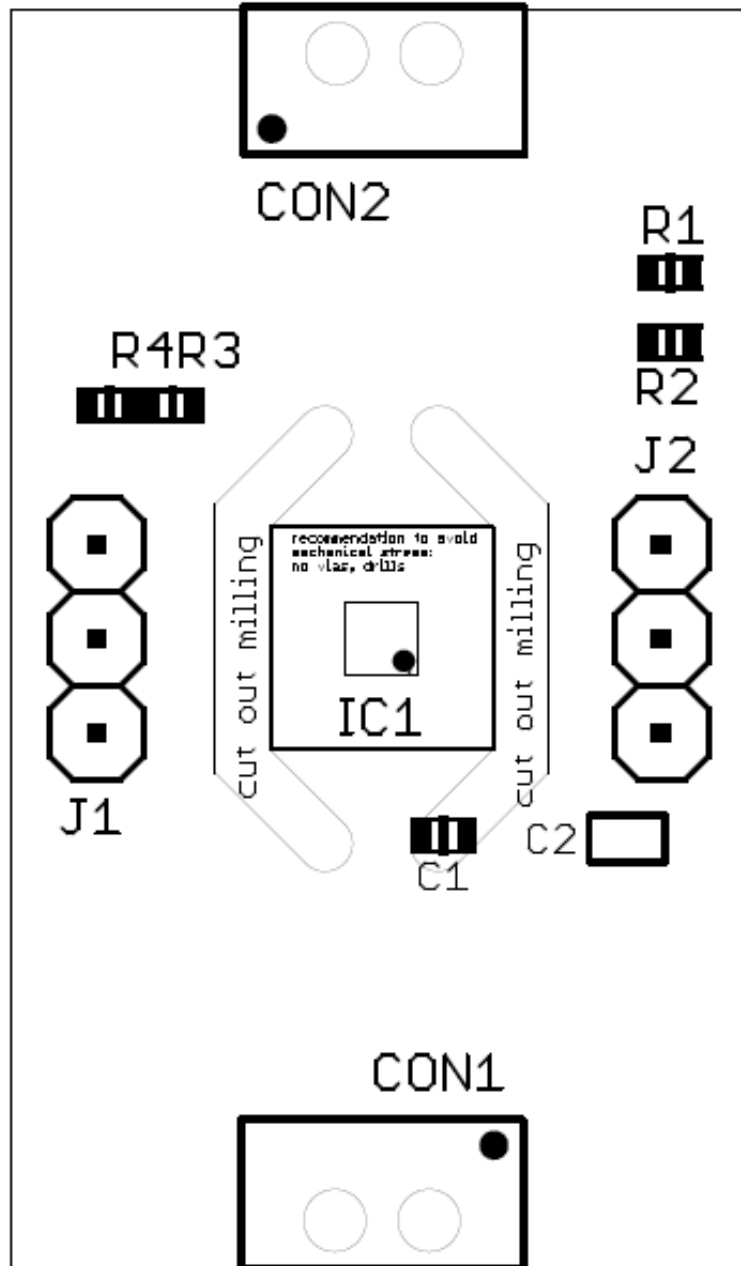 CON2
R1
R4R3
R2
J2
recommendation to avoid
mechanical stress:
no vias, drills
cut out milling
cut out milling
IC1
J1
C2
C1
CON1